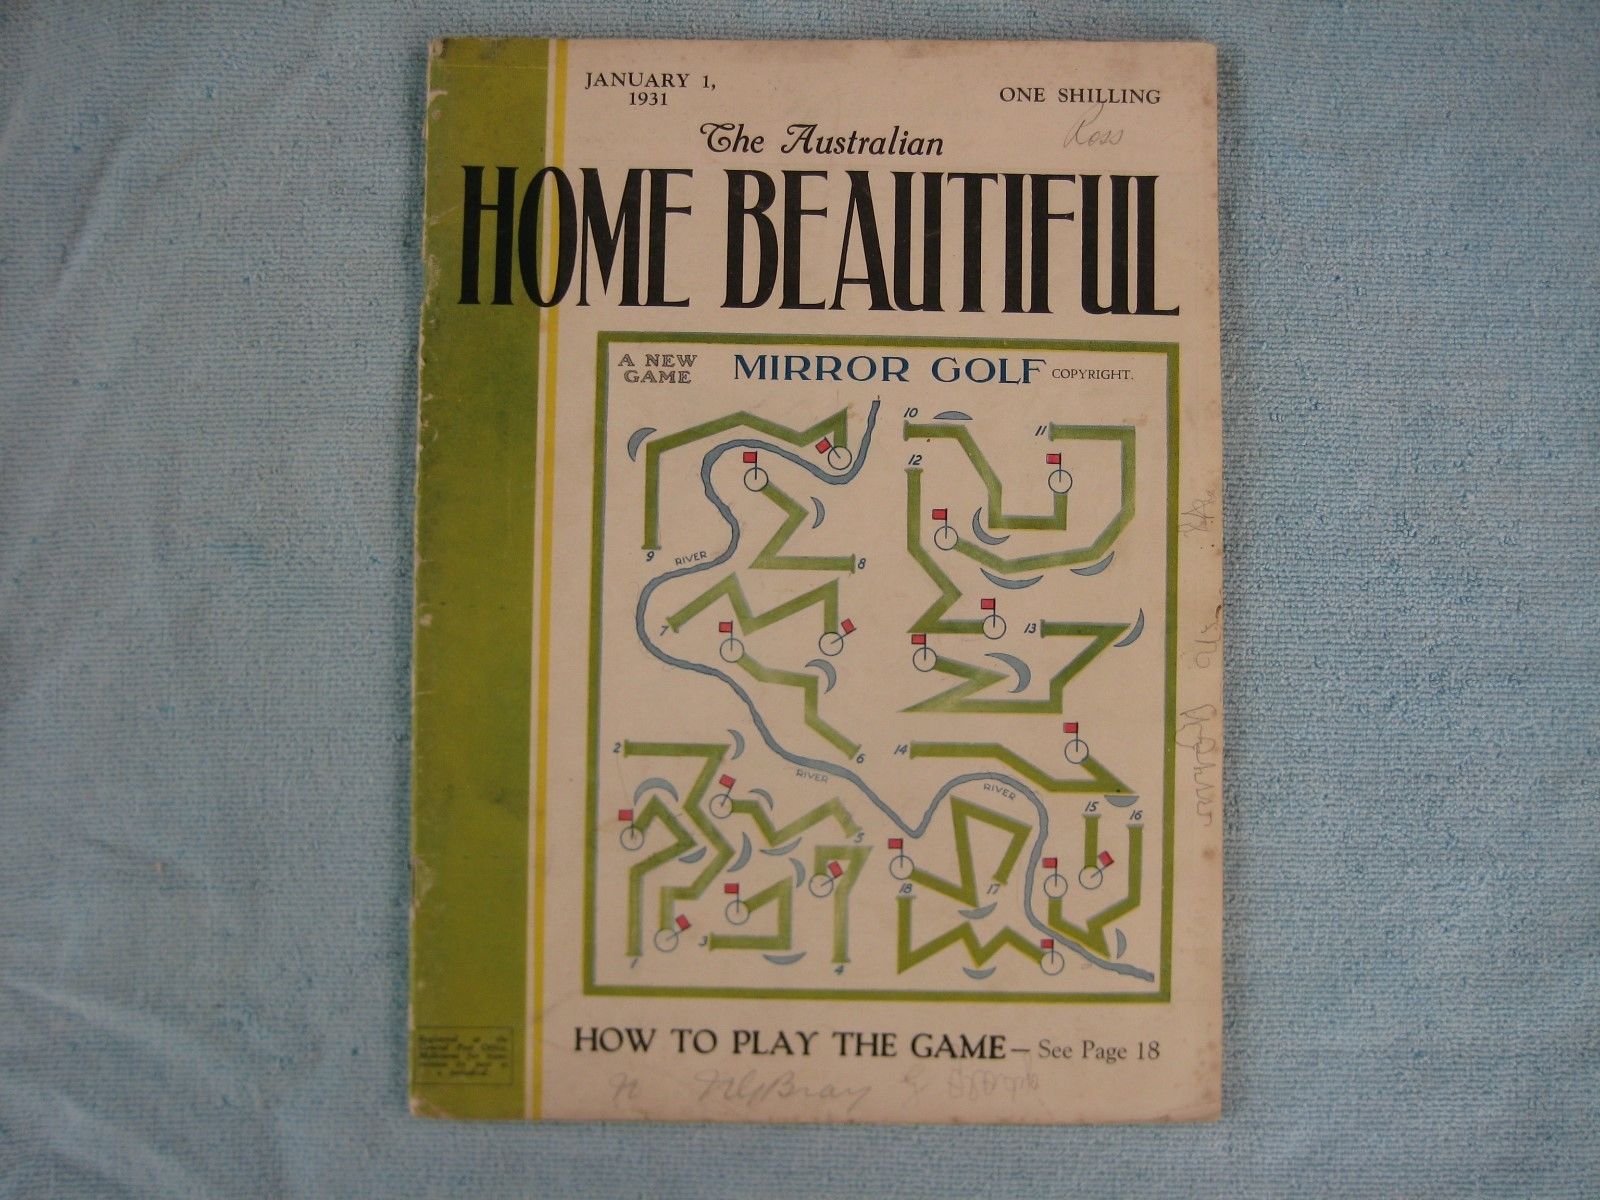 JANUARY 1,
1931
ONE SHILLING
Ross
The Australian
HOME BEAUTIFUL
A NEW
GAME
MIRROR GOLF COPYRIGHT.
10
11
12
9
RIVER
8
7
13
6
2
14
RIVER
RIVER
15
16
5
18
17
3
1
4
HOW TO PLAY THE GAME — See Page 18